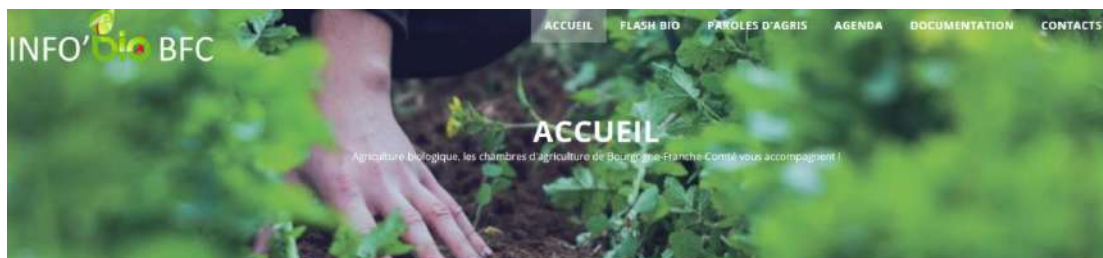 INFO'bio BFC
ACCUEIL FLASH BIO PAROLES D'AGRIS AGENDA DOCUMENTATION CONTACTS
ACCUEIL
Agriculture biologique, les chambres d'agriculture de Bourgogne-Franche-Comté vous accompagnent !